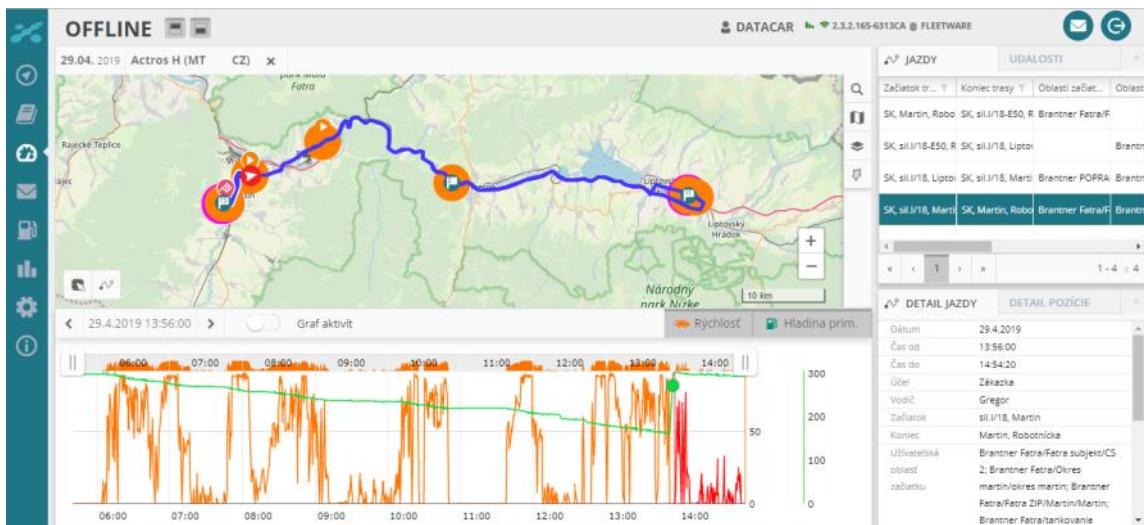 OFFLINE
DATACAR
2.3.2.165-6313CA
FLEETWARE
29.04. 2019 Actros H (MT CZ) x
Fatra
Rajecké Teplice
Liptovský
Hrádok
Národný
park Nízke
10 km
+
−
29.4.2019 13:56:00
Graf aktivít
Rýchlosť
Hladina prim.
06:00 07:00 08:00 09:00 10:00 11:00 12:00 13:00 14:00
300
200
100
0
50
0
06:00 07:00 08:00 09:00 10:00 11:00 12:00 13:00 14:00
JAZDY UDALOSTI
Začiatok tr... Koniec trasy Oblasti začiat... Oblast
SK, Martin, Robo SK, sil.I/18-E50, R Brantner Fatra/F
SK, sil.I/18-E50, R SK, sil.I/18, Liptov Brantn
SK, sil.I/18, Liptov SK, sil.I/18, Marti Brantner POPRA Brantn
SK, sil.I/18, Marti SK, Martin, Robo Brantner Fatra/F Brantn
« ‹ 1 › » 1 - 4 z 4
DETAIL JAZDY DETAIL POZÍCIE
Dátum 29.4.2019
Čas od 13:56:00
Čas do 14:54:20
Účel Zákazka
Vodič Gregor
Začiatok sil.I/18, Martin
Koniec Martin, Robotnícka
Užívateľská Brantner Fatra/Fatra subjekt/CS
oblasť 2; Brantner Fatra/Okres
začiatku martin/okres martin; Brantner
Fatra/Fatra ZIP/Martin/Martin;
Brantner Fatra/tankovanie